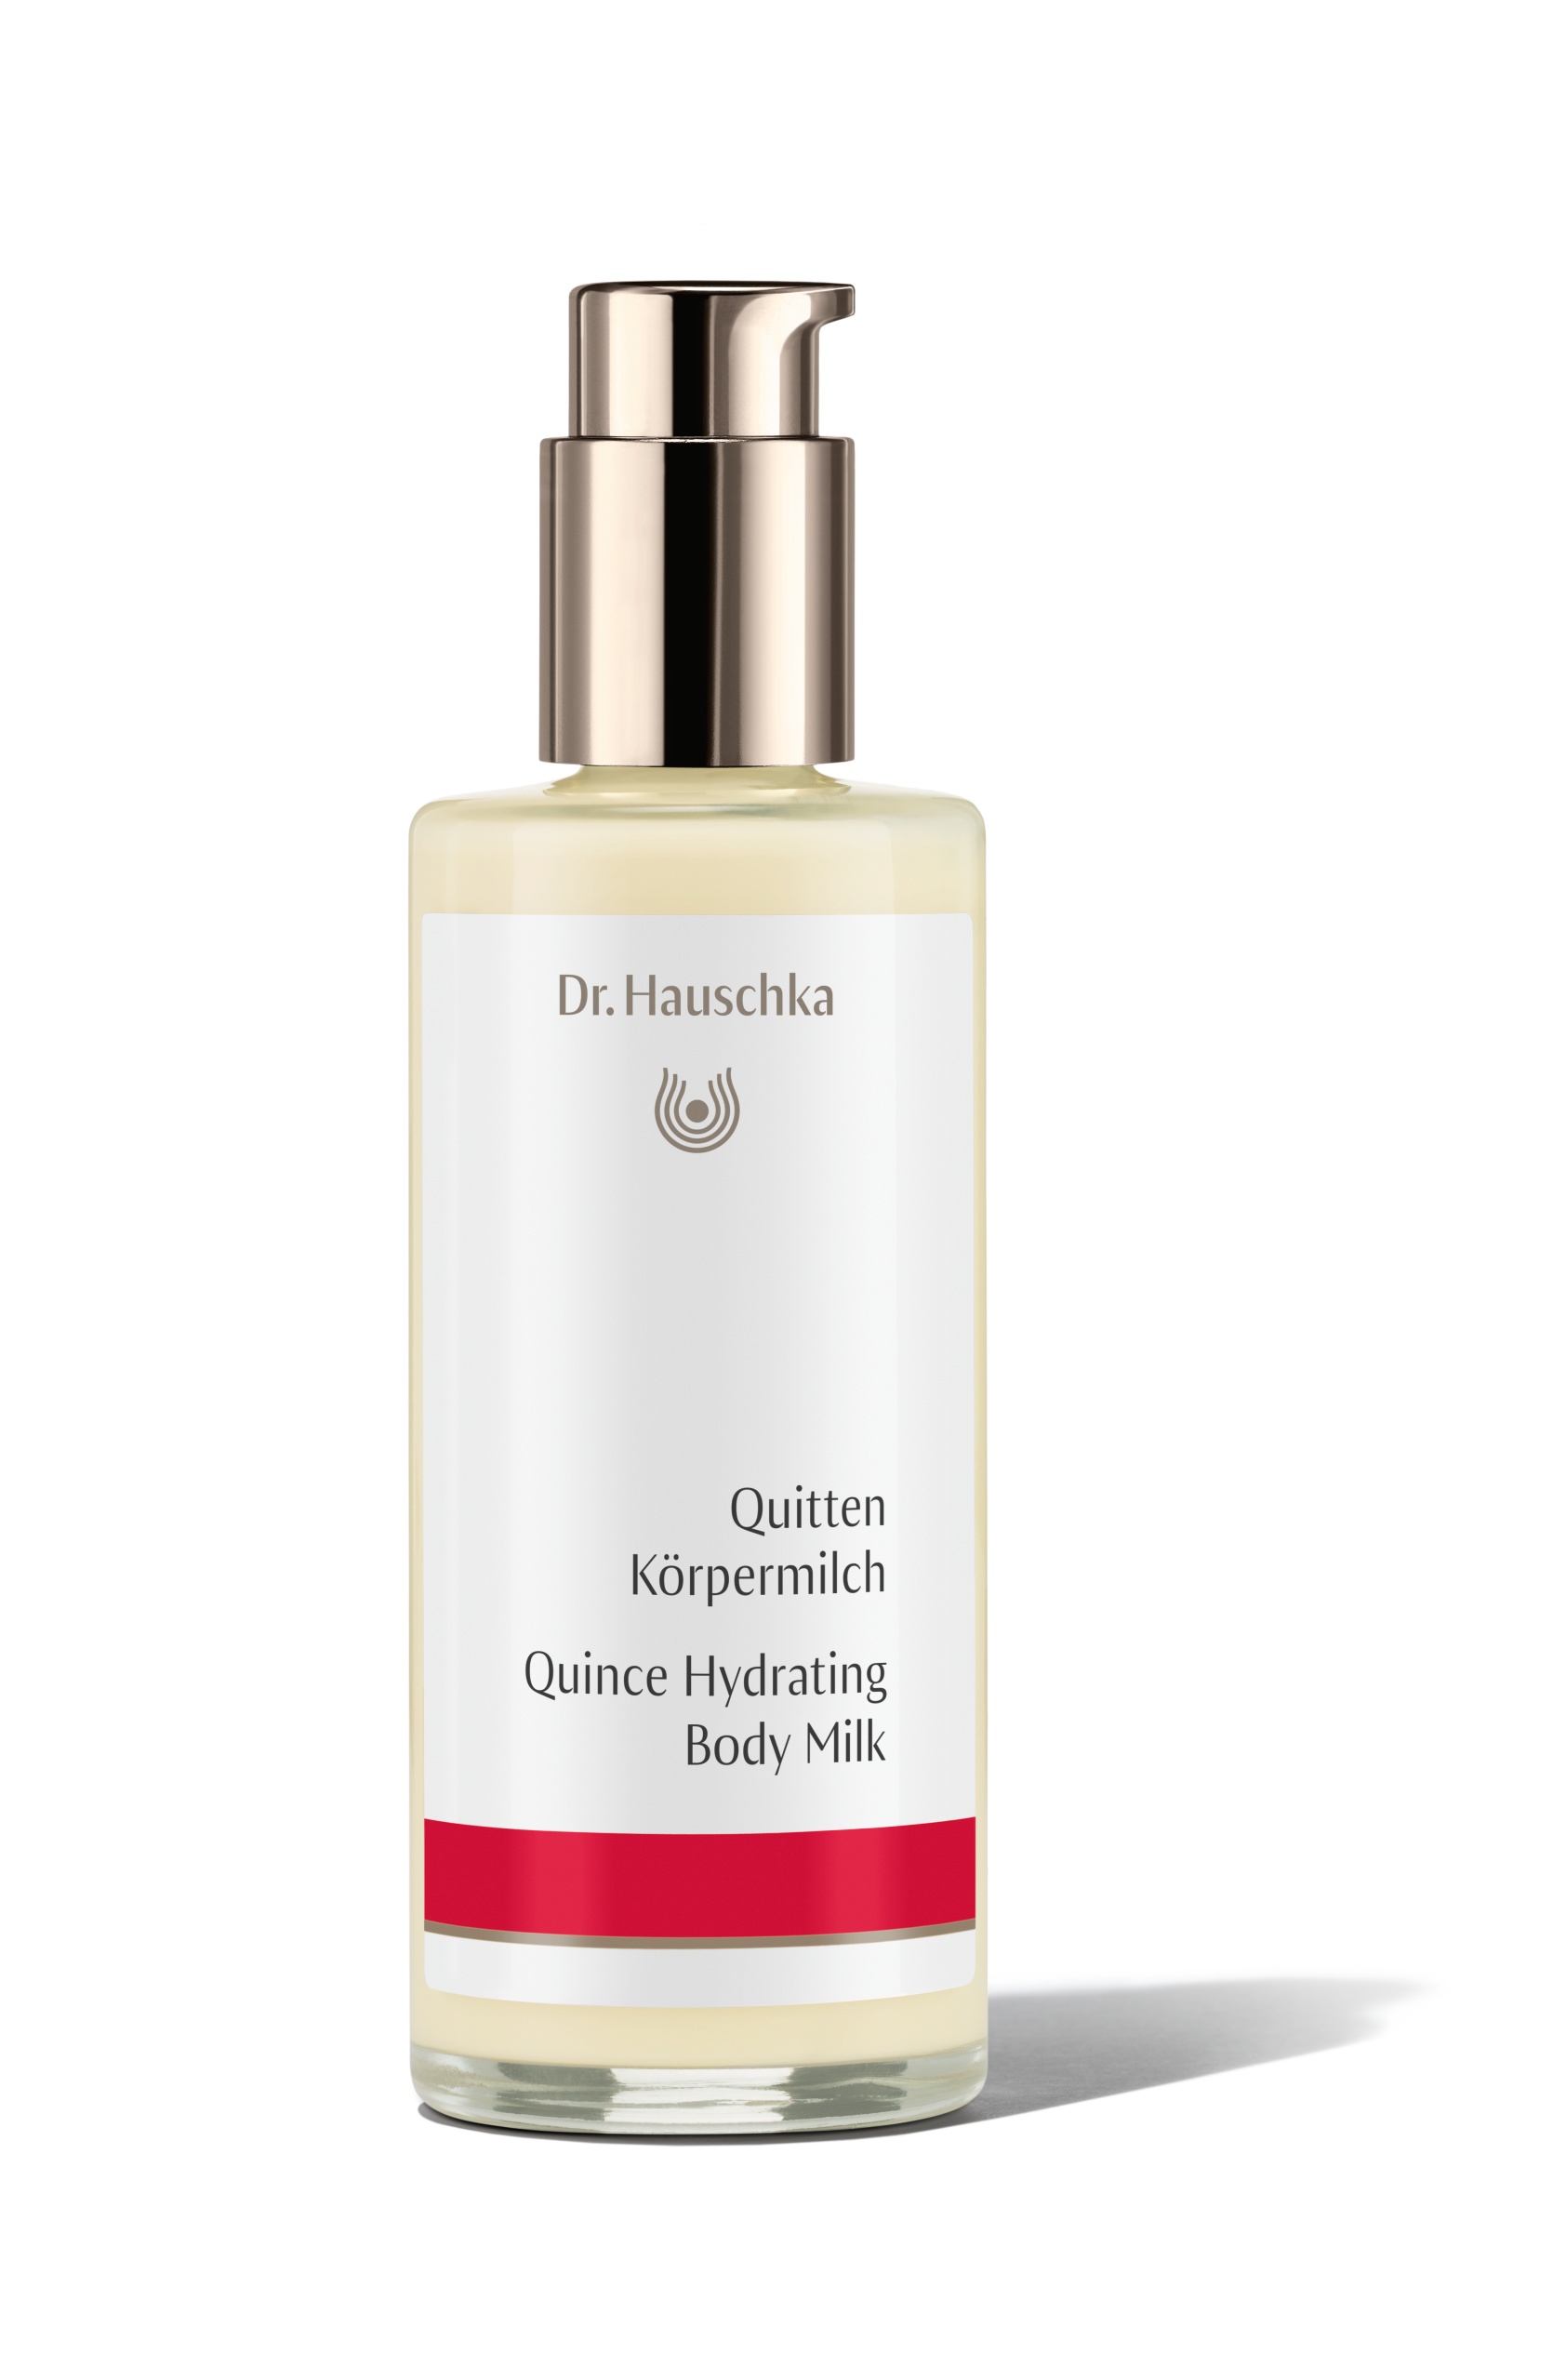 Dr. Hauschka
Quitten
Körpermilch
Quince Hydrating
Body Milk